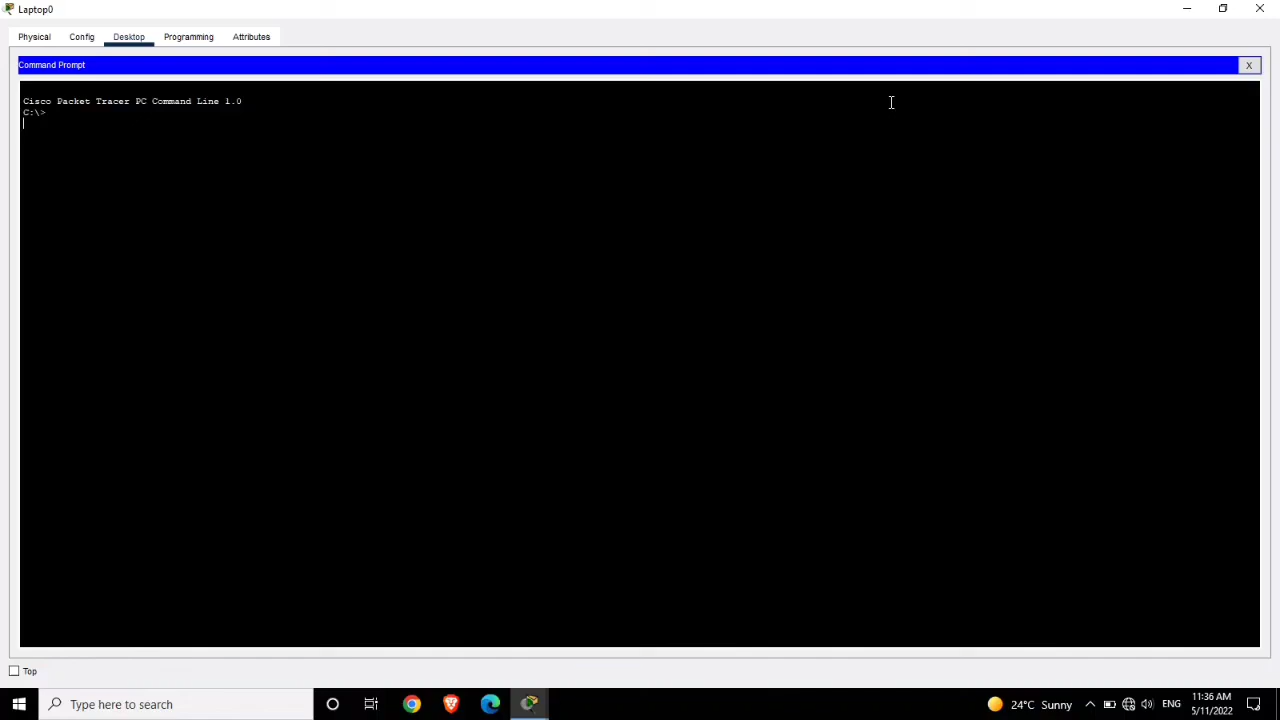 Laptop0
Physical Config Desktop Programming Attributes
Command Prompt X
Cisco Packet Tracer PC Command Line 1.0
C:\>
Top
Type here to search
24°C Sunny ENG 11:36 AM
5/11/2022